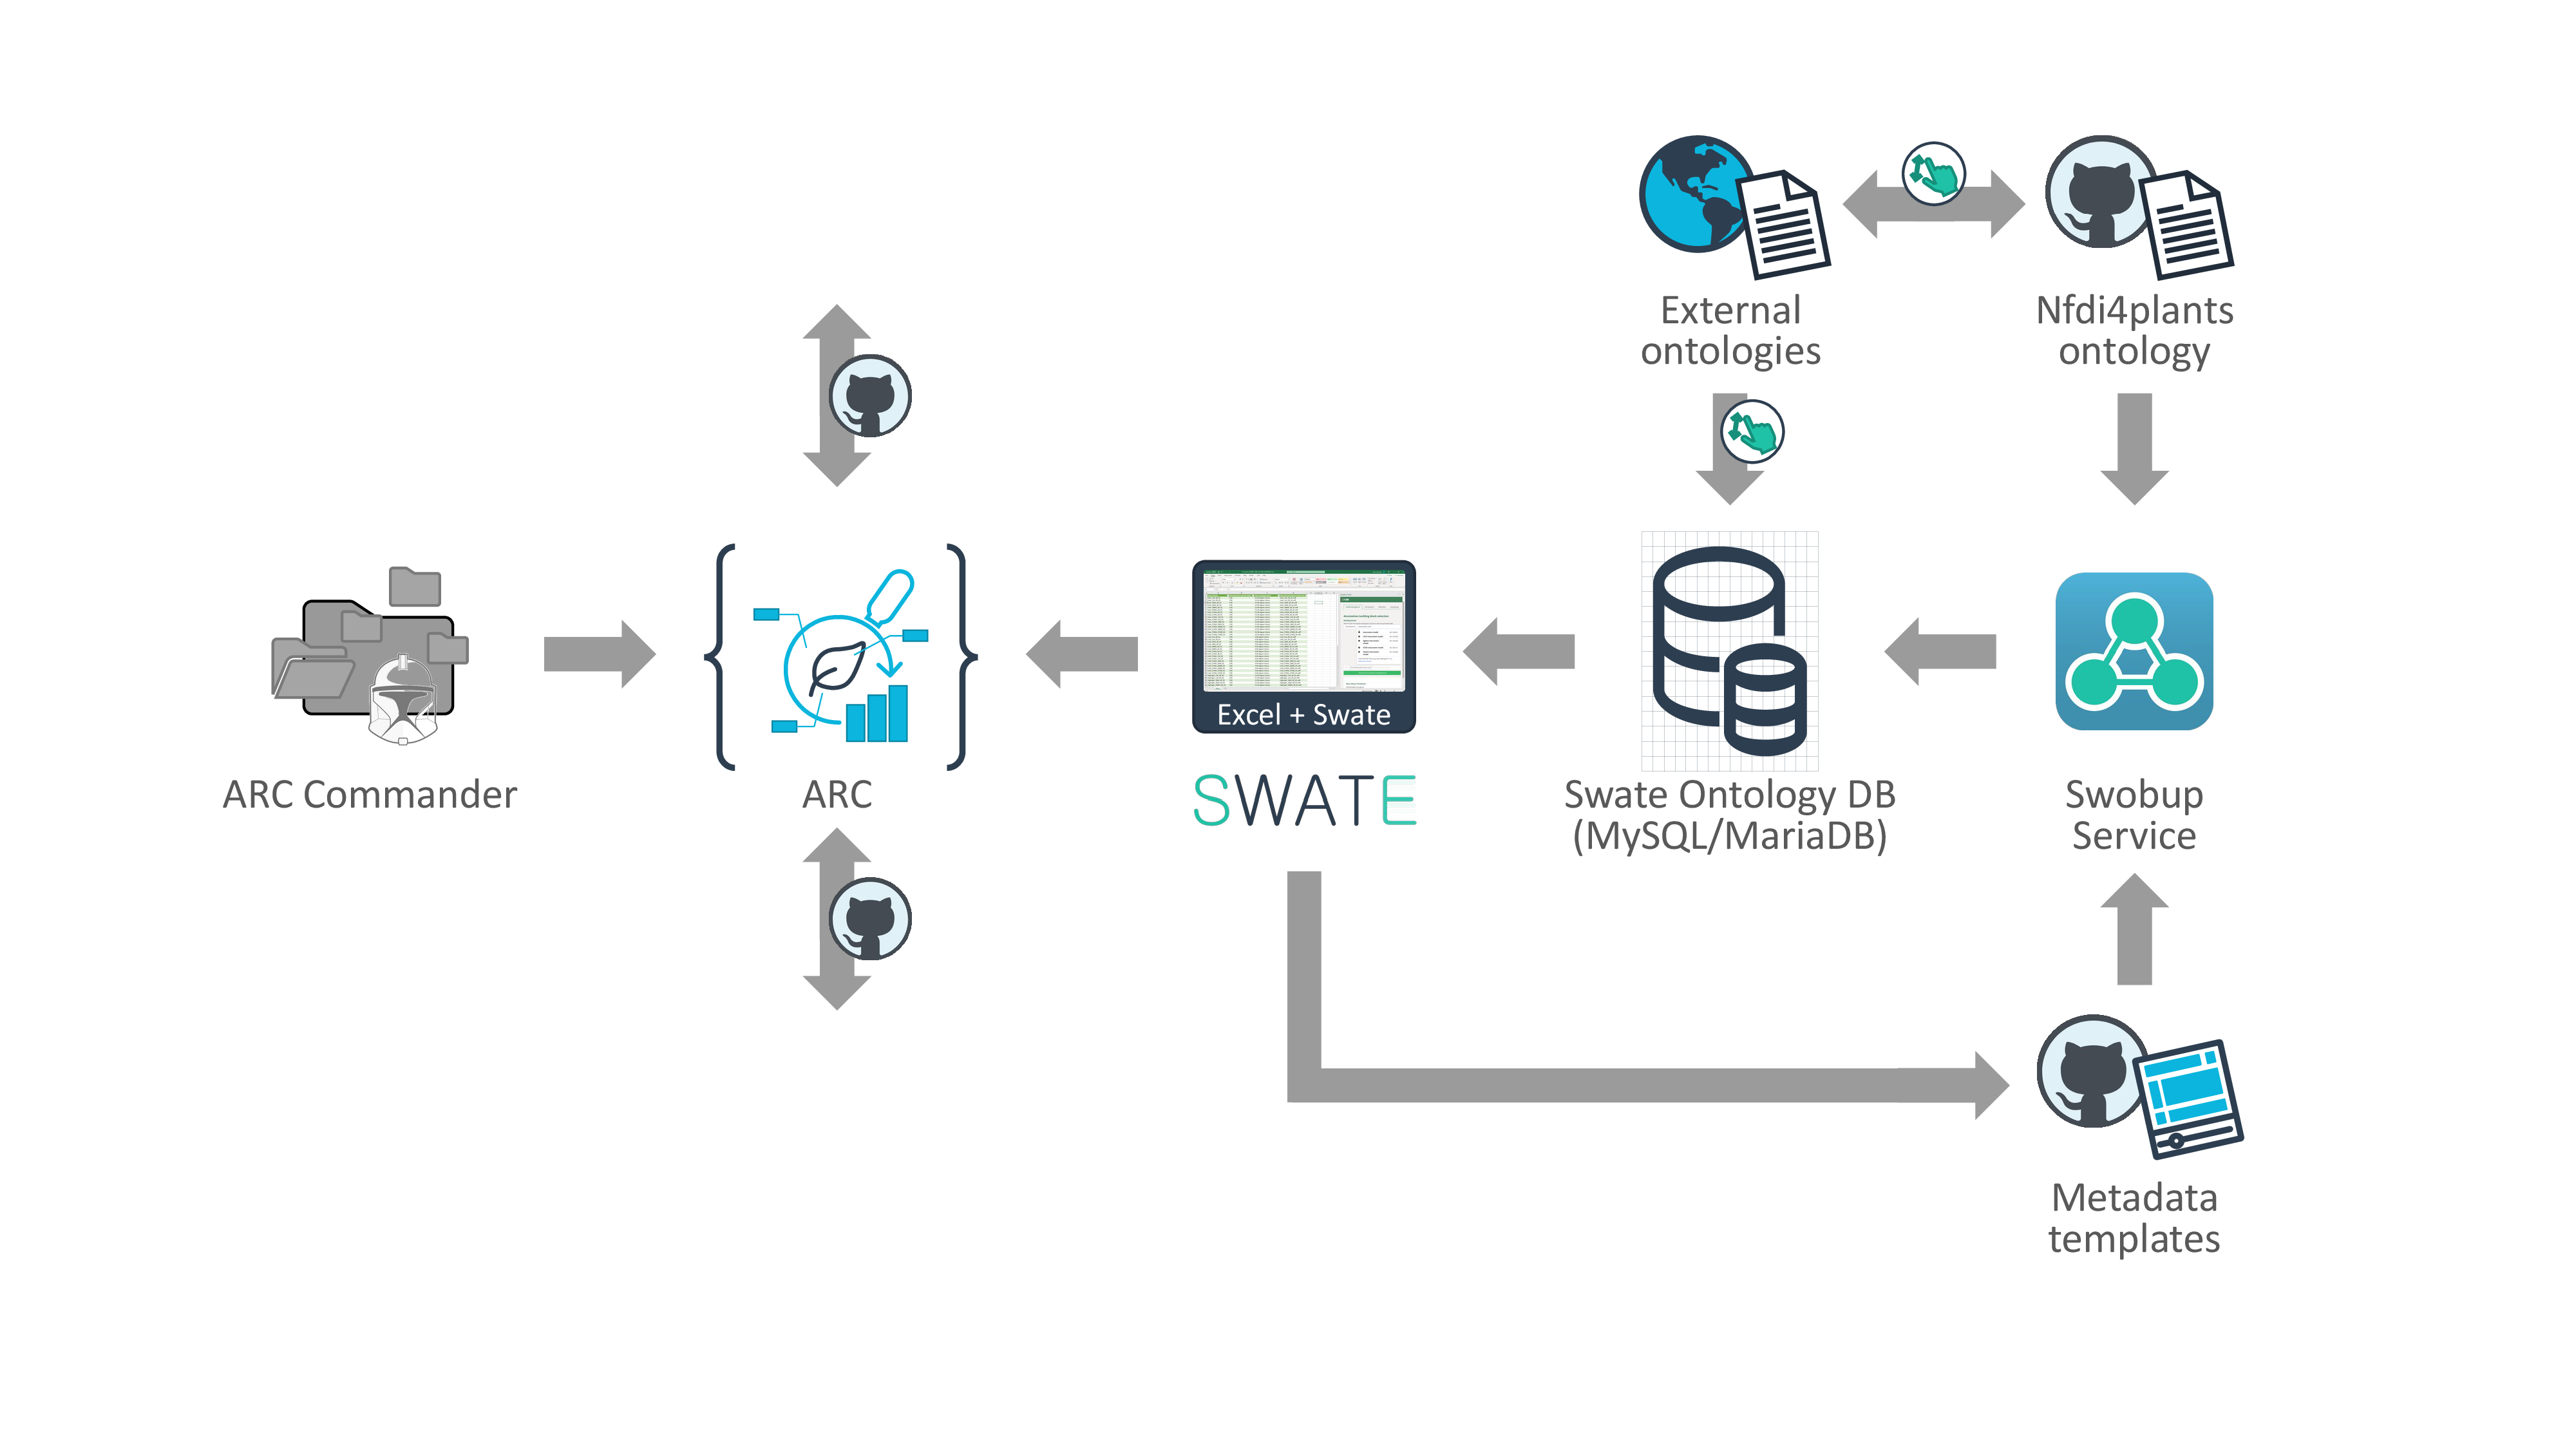 External
ontologies
Nfdi4plants
ontology
Excel + Swate
ARC Commander
ARC
SWATE
Swate Ontology DB
(MySQL/MariaDB)
Swobup
Service
Metadata
templates